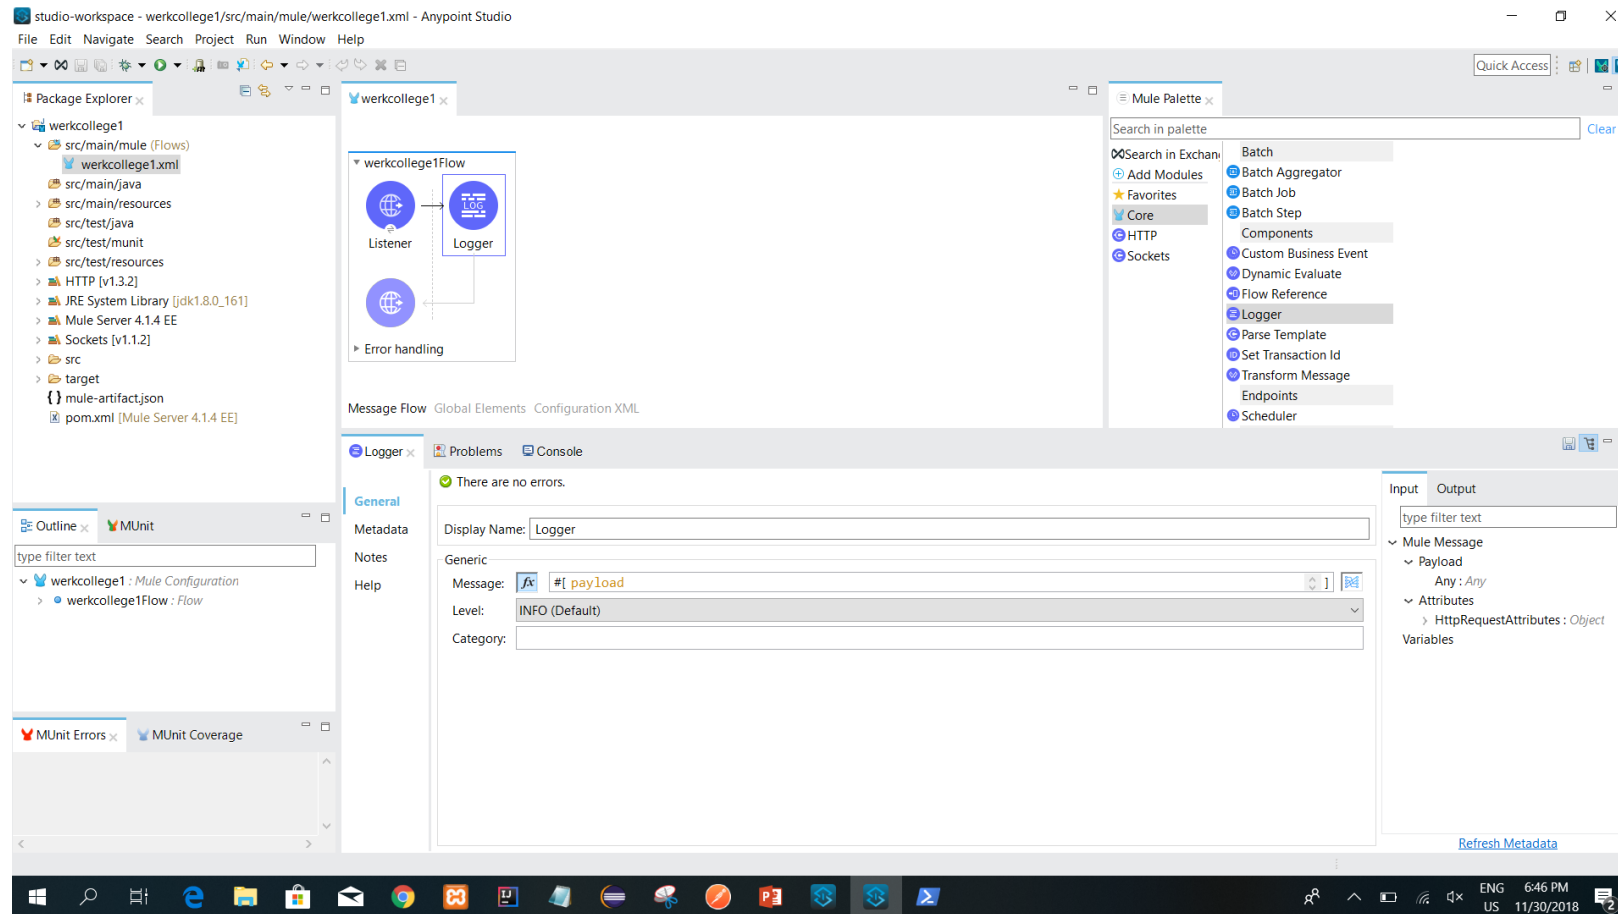 studio-workspace - werkcollege1/src/main/mule/werkcollege1.xml - Anypoint Studio
File Edit Navigate Search Project Run Window Help
Quick Access
Package Explorer
werkcollege1
src/main/mule (Flows)
werkcollege1.xml
src/main/java
src/main/resources
src/test/java
src/test/munit
src/test/resources
HTTP [v1.3.2]
JRE System Library [jdk1.8.0_161]
Mule Server 4.1.4 EE
Sockets [v1.1.2]
src
target
mule-artifact.json
pom.xml [Mule Server 4.1.4 EE]
Outline MUnit
type filter text
werkcollege1 : Mule Configuration
werkcollege1Flow : Flow
MUnit Errors MUnit Coverage
werkcollege1
werkcollege1Flow
LOG
Listener Logger
Error handling
Message Flow Global Elements Configuration XML
Mule Palette
Search in palette Clear
Search in Exchan
Add Modules
Favorites
Core
HTTP
Sockets
Batch
Batch Aggregator
Batch Job
Batch Step
Components
Custom Business Event
Dynamic Evaluate
Flow Reference
Logger
Parse Template
Set Transaction Id
Transform Message
Endpoints
Scheduler
Logger Problems Console
General
Metadata
Notes
Help
There are no errors.
Display Name: Logger
Generic
Message: fx #[ payload ]
Level: INFO (Default)
Category:
Input Output
type filter text
Mule Message
Payload
Any : Any
Attributes
HttpRequestAttributes : Object
Variables
Refresh Metadata
ENG
US
6:46 PM
11/30/2018
2